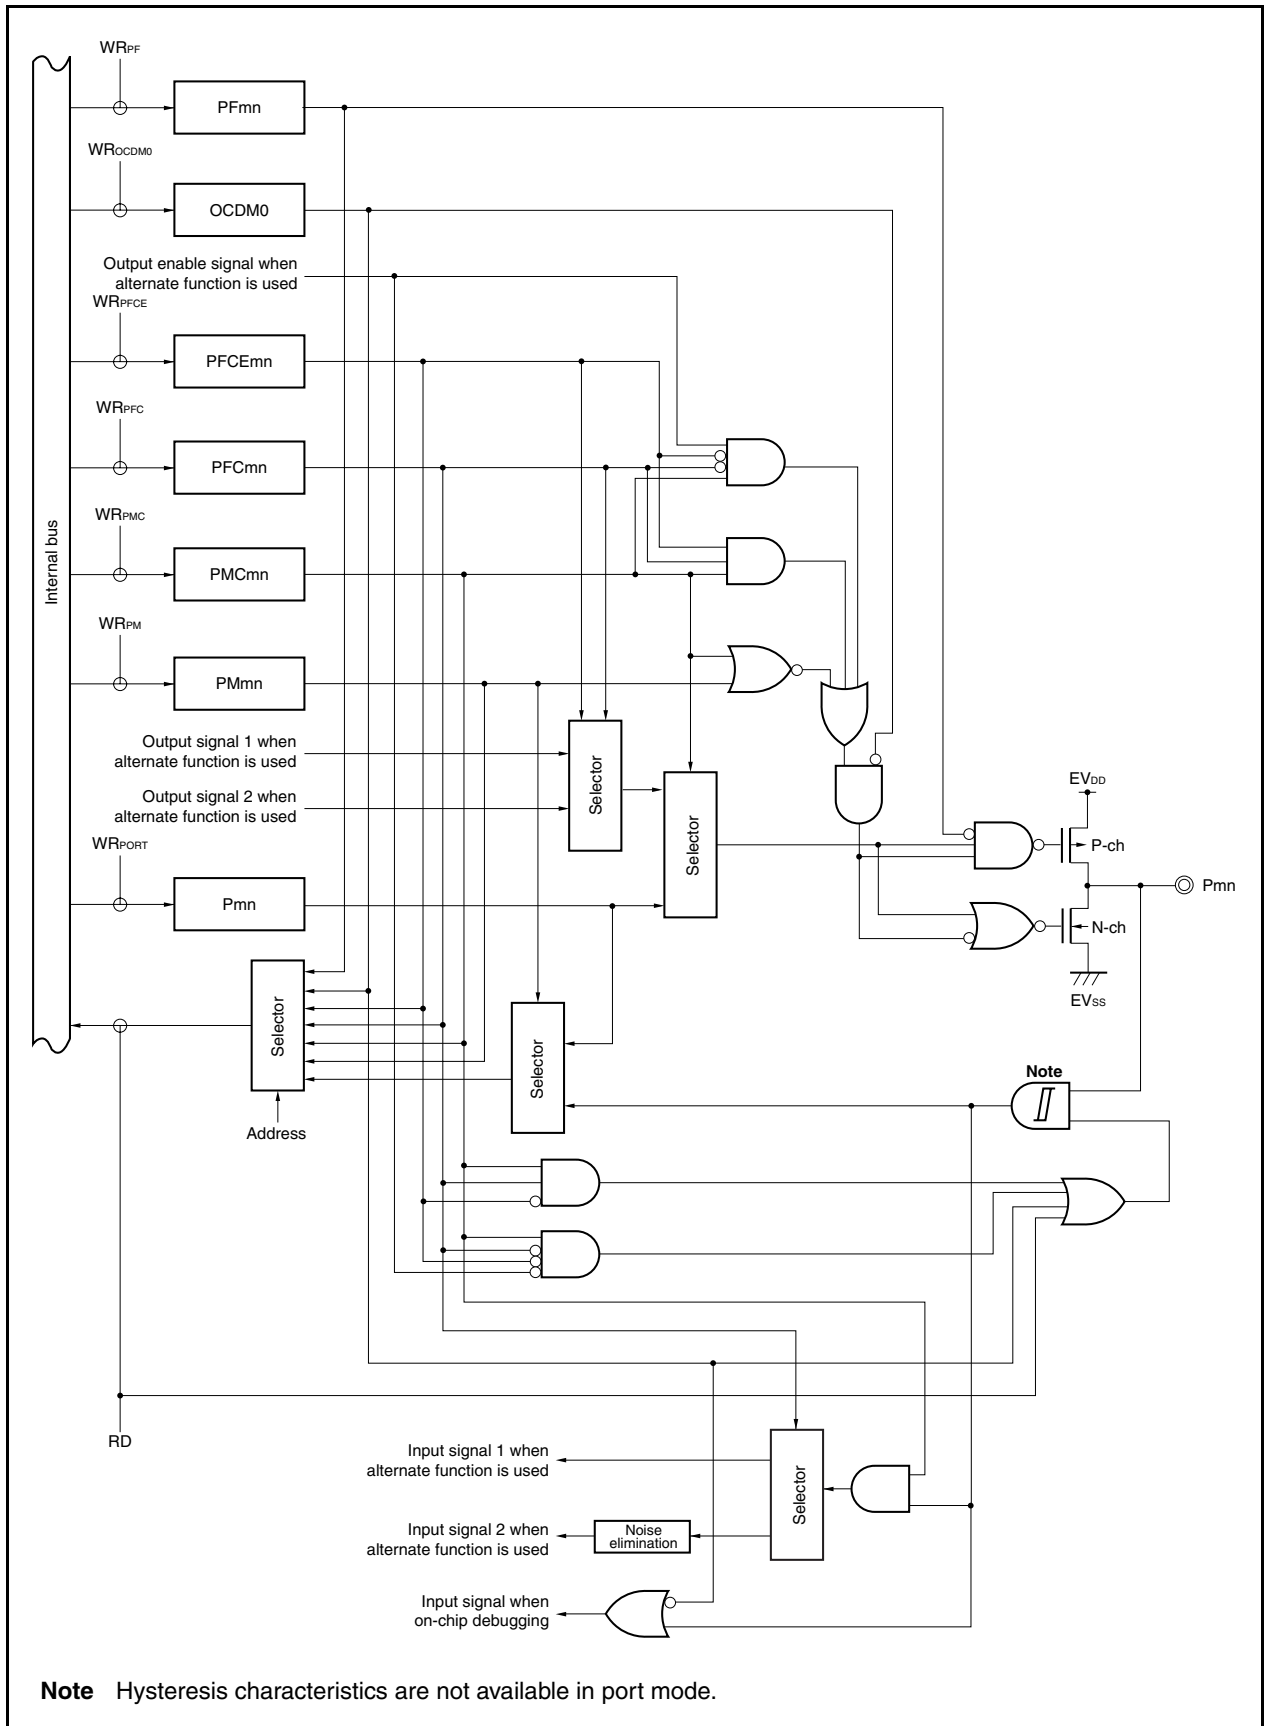 WRPF
PFmn
WROCDM0
OCDM0
Output enable signal when
alternate function is used
WRPFCE
PFCEmn
WRPFC
PFCmn
WRPMC
PMCmn
Internal bus
WRPM
PMmn
Output signal 1 when
alternate function is used
Output signal 2 when
alternate function is used
Selector
Selector
WRPORT
Pmn
EVDD
P-ch
Pmn
N-ch
EVSS
Selector
Selector
Address
Note
RD
Input signal 1 when
alternate function is used
Selector
Input signal 2 when
alternate function is used
Noise
elimination
Input signal when
on-chip debugging
Note Hysteresis characteristics are not available in port mode.